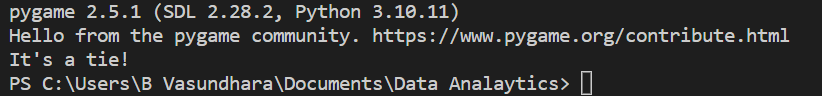 pygame 2.5.1 (SDL 2.28.2, Python 3.10.11)
Hello from the pygame community. https://www.pygame.org/contribute.html
It's a tie!
PS C:\Users\B Vasundhara\Documents\Data Analaytics>